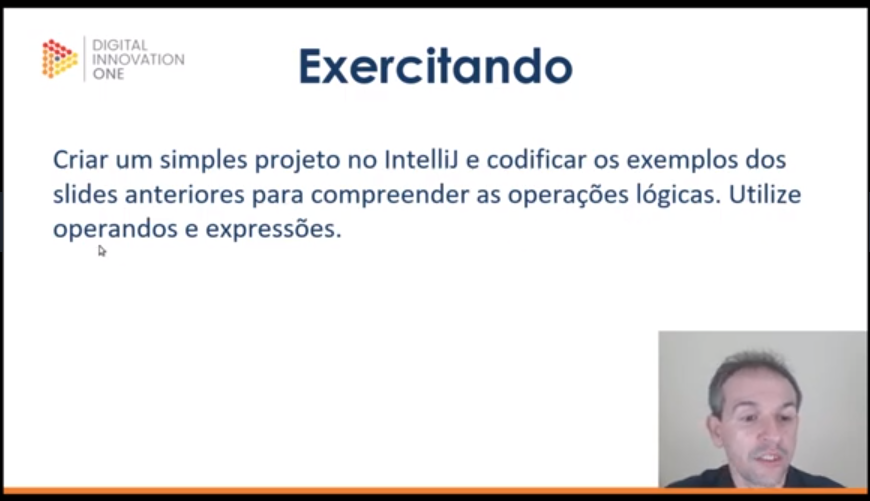 DIGITAL
INNOVATION
ONE
Exercitando
Criar um simples projeto no IntelliJ e codificar os exemplos dos
slides anteriores para compreender as operações lógicas. Utilize
operandos e expressões.